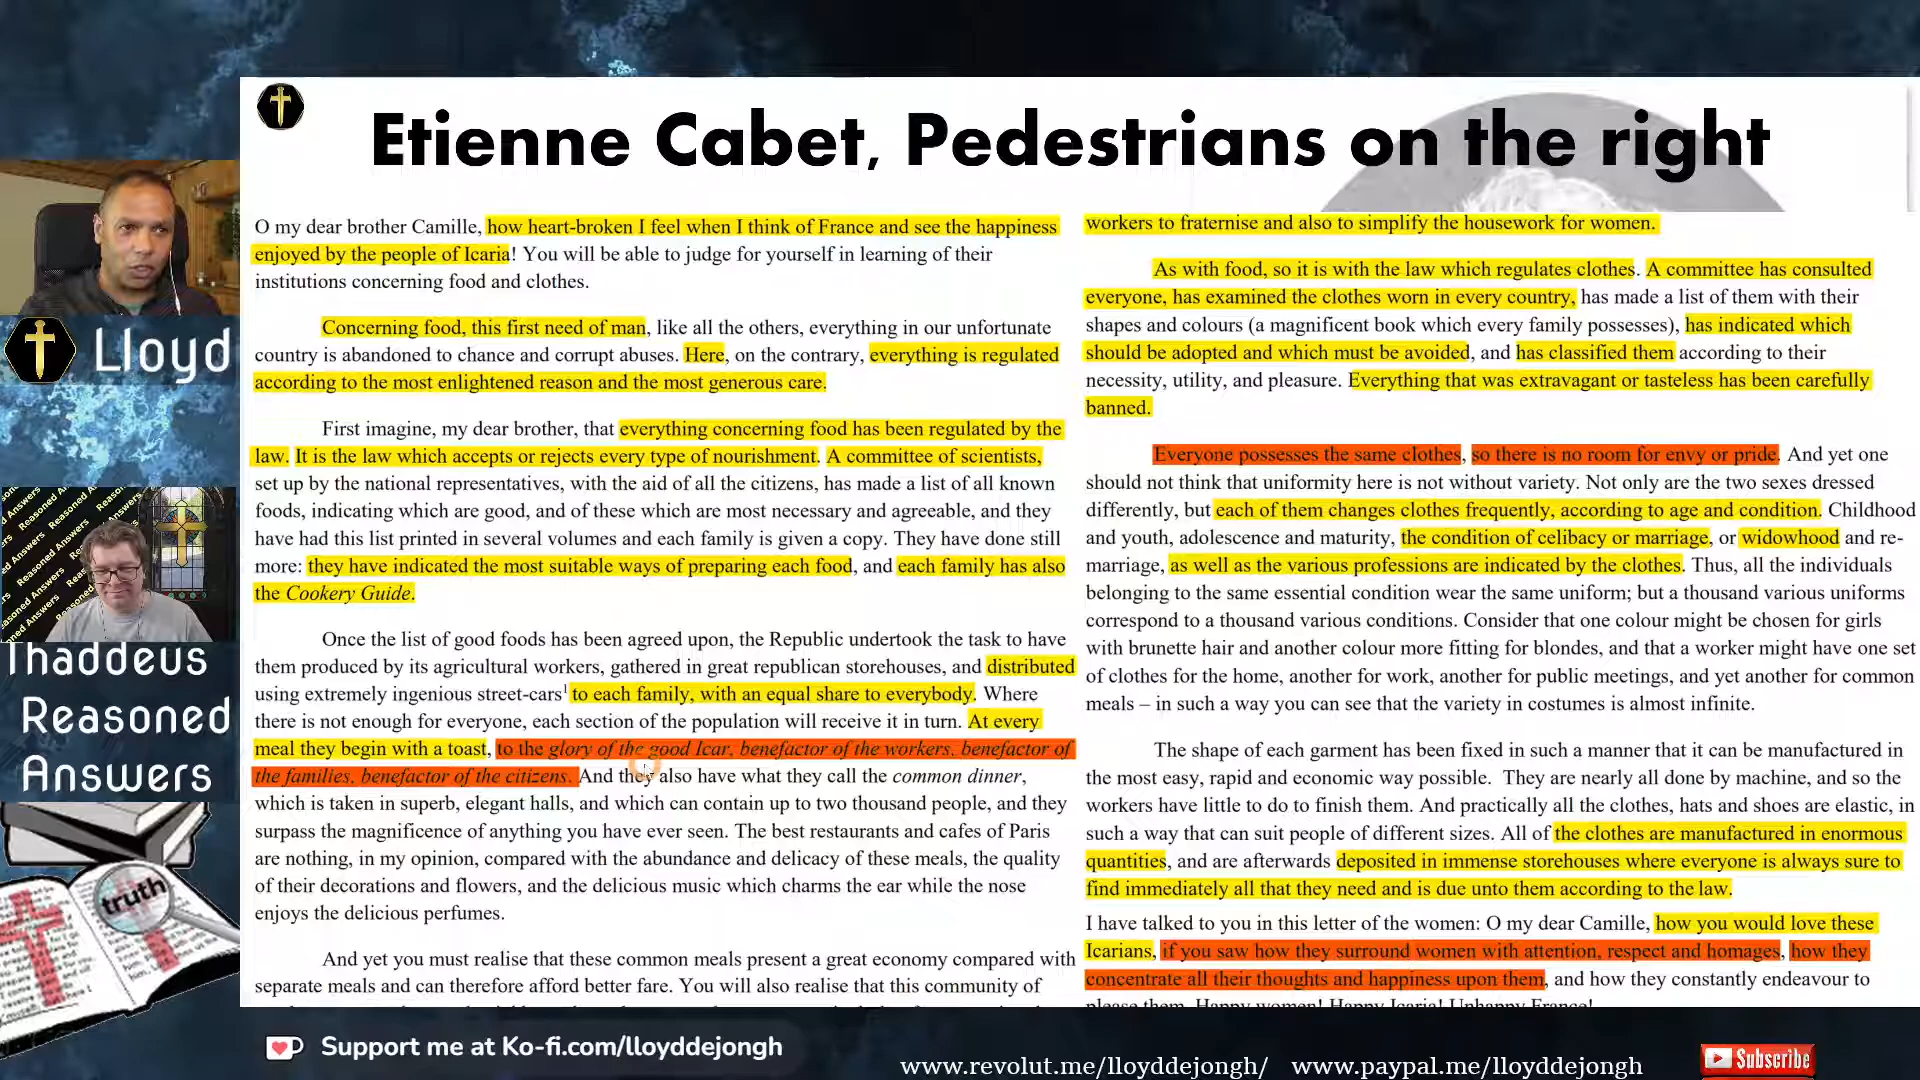 Etienne Cabet, Pedestrians on the right
O my dear brother Camille, how heart-broken I feel when I think of France and see the happiness
enjoyed by the people of Icaria! You will be able to judge for yourself in learning of their
institutions concerning food and clothes.
Concerning food, this first need of man, like all the others, everything in our unfortunate
country is abandoned to chance and corrupt abuses. Here, on the contrary, everything is regulated
according to the most enlightened reason and the most generous care.
First imagine, my dear brother, that everything concerning food has been regulated by the
law. It is the law which accepts or rejects every type of nourishment. A committee of scientists,
set up by the national representatives, with the aid of all the citizens, has made a list of all known
foods, indicating which are good, and of these which are most necessary and agreeable, and they
have had this list printed in several volumes and each family is given a copy. They have done still
more: they have indicated the most suitable ways of preparing each food, and each family has also
the Cookery Guide.
Once the list of good foods has been agreed upon, the Republic undertook the task to have
them produced by its agricultural workers, gathered in great republican storehouses, and distributed
using extremely ingenious street-cars¹ to each family, with an equal share to everybody. Where
there is not enough for everyone, each section of the population will receive it in turn. At every
meal they begin with a toast, to the glory of the good Icar, benefactor of the workers, benefactor of
the families, benefactor of the citizens. And they also have what they call the common dinner,
which is taken in superb, elegant halls, and which can contain up to two thousand people, and they
surpass the magnificence of anything you have ever seen. The best restaurants and cafes of Paris
are nothing, in my opinion, compared with the abundance and delicacy of these meals, the quality
of their decorations and flowers, and the delicious music which charms the ear while the nose
enjoys the delicious perfumes.
And yet you must realise that these common meals present a great economy compared with
separate meals and can therefore afford better fare. You will also realise that this community of
workers to fraternise and also to simplify the housework for women.
As with food, so it is with the law which regulates clothes. A committee has consulted
everyone, has examined the clothes worn in every country, has made a list of them with their
shapes and colours (a magnificent book which every family possesses), has indicated which
should be adopted and which must be avoided, and has classified them according to their
necessity, utility, and pleasure. Everything that was extravagant or tasteless has been carefully
banned.
Everyone possesses the same clothes, so there is no room for envy or pride. And yet one
should not think that uniformity here is not without variety. Not only are the two sexes dressed
differently, but each of them changes clothes frequently, according to age and condition. Childhood
and youth, adolescence and maturity, the condition of celibacy or marriage, or widowhood and re-
marriage, as well as the various professions are indicated by the clothes. Thus, all the individuals
belonging to the same essential condition wear the same uniform; but a thousand various uniforms
correspond to a thousand various conditions. Consider that one colour might be chosen for girls
with brunette hair and another colour more fitting for blondes, and that a worker might have one set
of clothes for the home, another for work, another for public meetings, and yet another for common
meals – in such a way you can see that the variety in costumes is almost infinite.
The shape of each garment has been fixed in such a manner that it can be manufactured in
the most easy, rapid and economic way possible. They are nearly all done by machine, and so the
workers have little to do to finish them. And practically all the clothes, hats and shoes are elastic, in
such a way that can suit people of different sizes. All of the clothes are manufactured in enormous
quantities, and are afterwards deposited in immense storehouses where everyone is always sure to
find immediately all that they need and is due unto them according to the law.
I have talked to you in this letter of the women: O my dear Camille, how you would love these
Icarians, if you saw how they surround women with attention, respect and homages, how they
concentrate all their thoughts and happiness upon them, and how they constantly endeavour to
please them. Happy women! Happy Icaria! Unhappy France!
Lloyd
Reasoned Answers
Thaddeus
Reasoned
Answers
truth
Support me at Ko-fi.com/lloyddejongh
www.revolut.me/lloyddejongh/ www.paypal.me/lloyddejongh
Subscribe